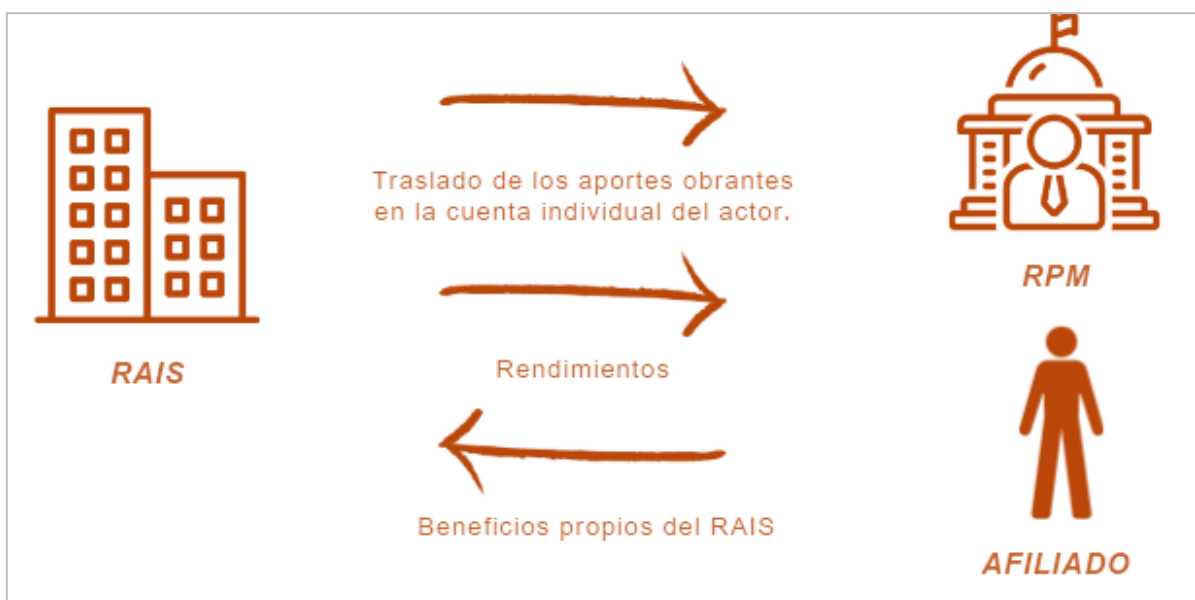 Traslado de los aportes obrantes
en la cuenta individual del actor.
RPM
RAIS
Rendimientos
Beneficios propios del RAIS
AFILIADO